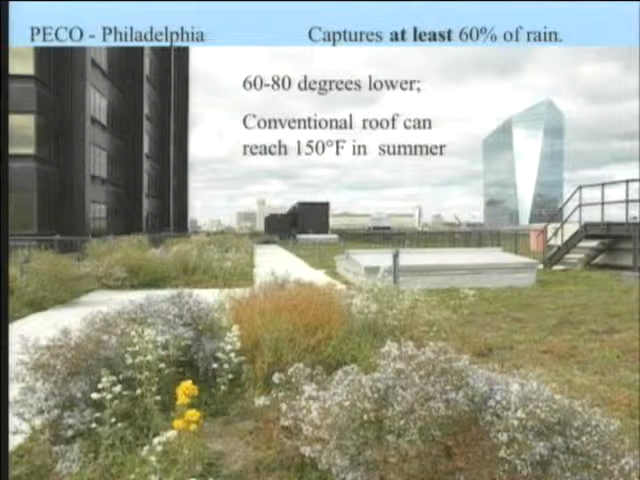 PECO - Philadelphia Captures at least 60% of rain.
60-80 degrees lower;
Conventional roof can
reach 150°F in summer